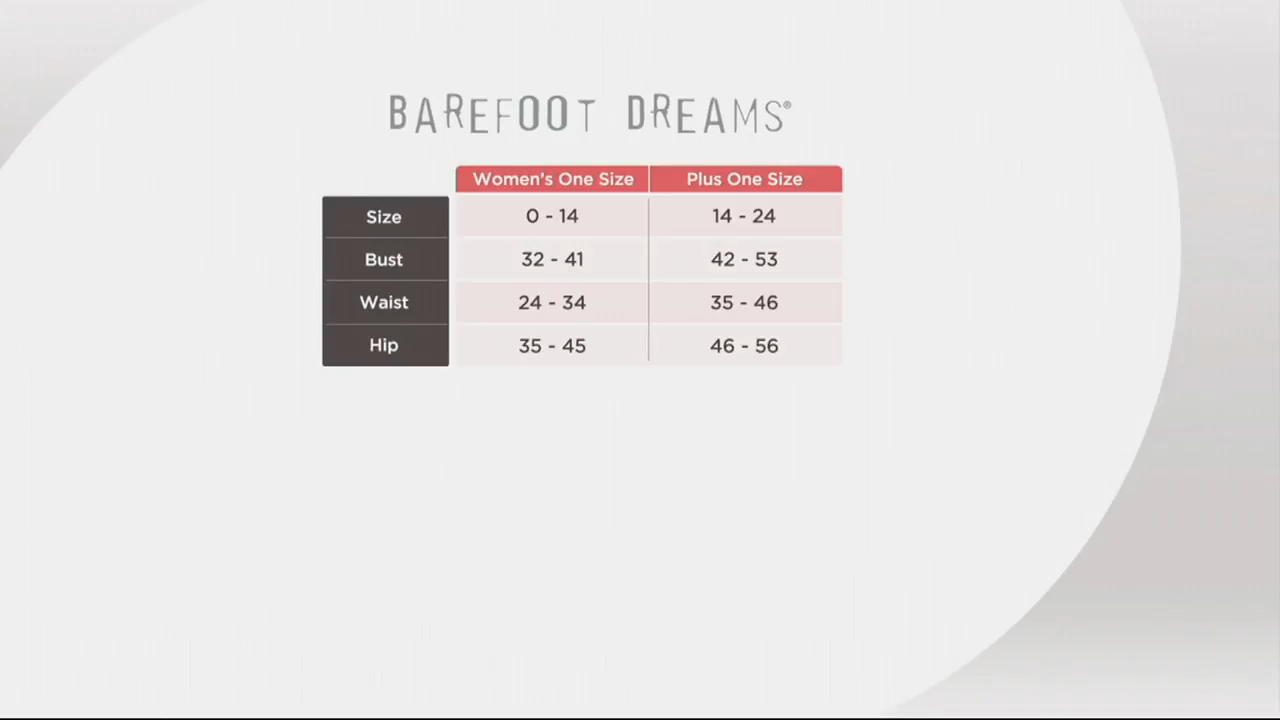 BAREFOOT DREAMS®
Women's One Size Plus One Size
Size 0 - 14 14 - 24
Bust 32 - 41 42 - 53
Waist 24 - 34 35 - 46
Hip 35 - 45 46 - 56